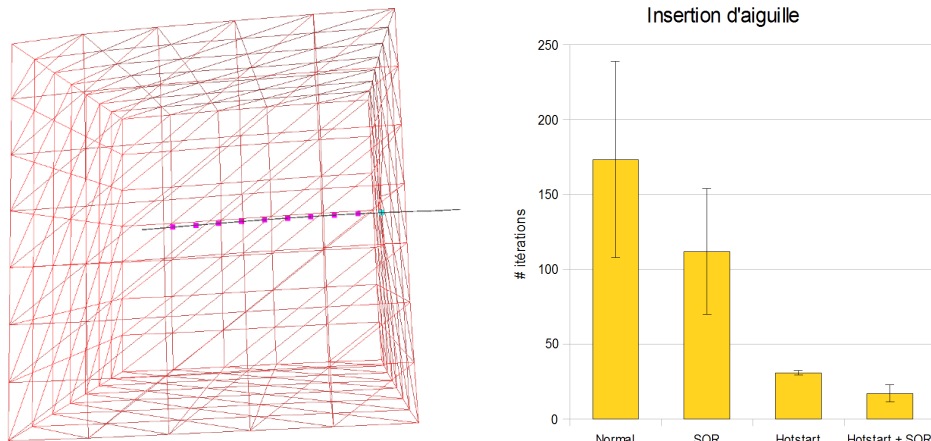 Insertion d'aiguille
250
200
150
100
50
0
# itérations
Normal
SOR
Hotstart
Hotstart + SOR